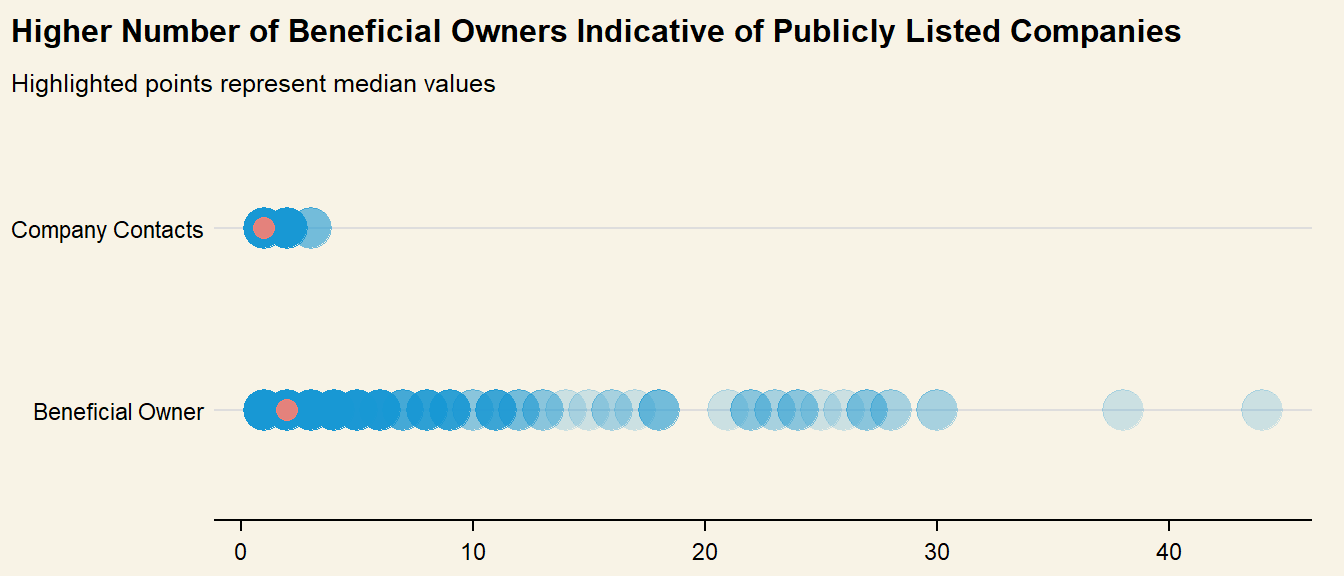 Higher Number of Beneficial Owners Indicative of Publicly Listed Companies
Highlighted points represent median values
Company Contacts
Beneficial Owner
0 10 20 30 40